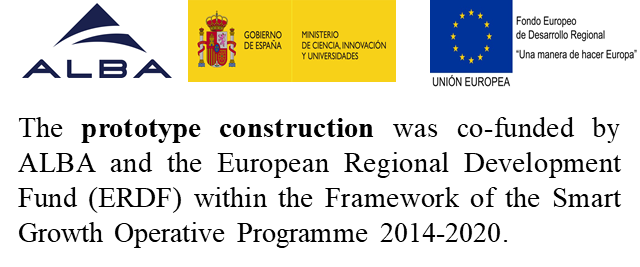 ALBA
GOBIERNO
DE ESPAÑA
MINISTERIO
DE CIENCIA, INNOVACIÓN
Y UNIVERSIDADES
UNIÓN EUROPEA
Fondo Europeo
de Desarrollo Regional
"Una manera de hacer Europa"
The prototype construction was co-funded by
ALBA and the European Regional Development
Fund (ERDF) within the Framework of the Smart
Growth Operative Programme 2014-2020.